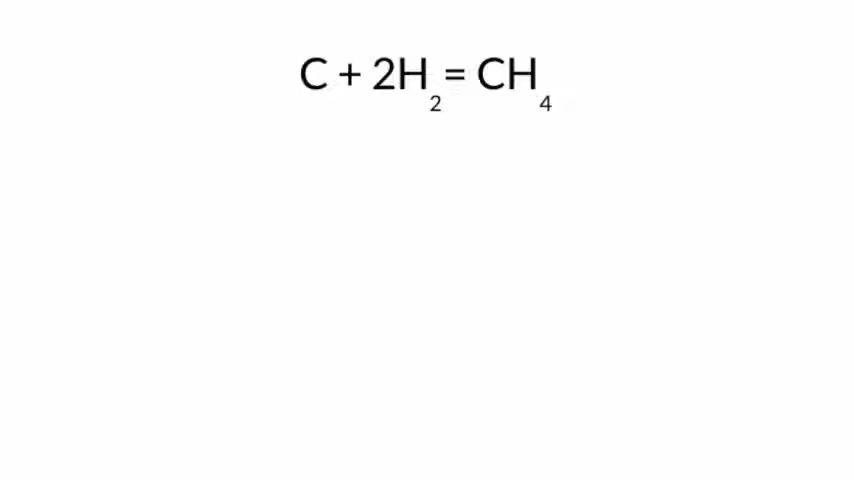 C + 2H₂ = CH₄